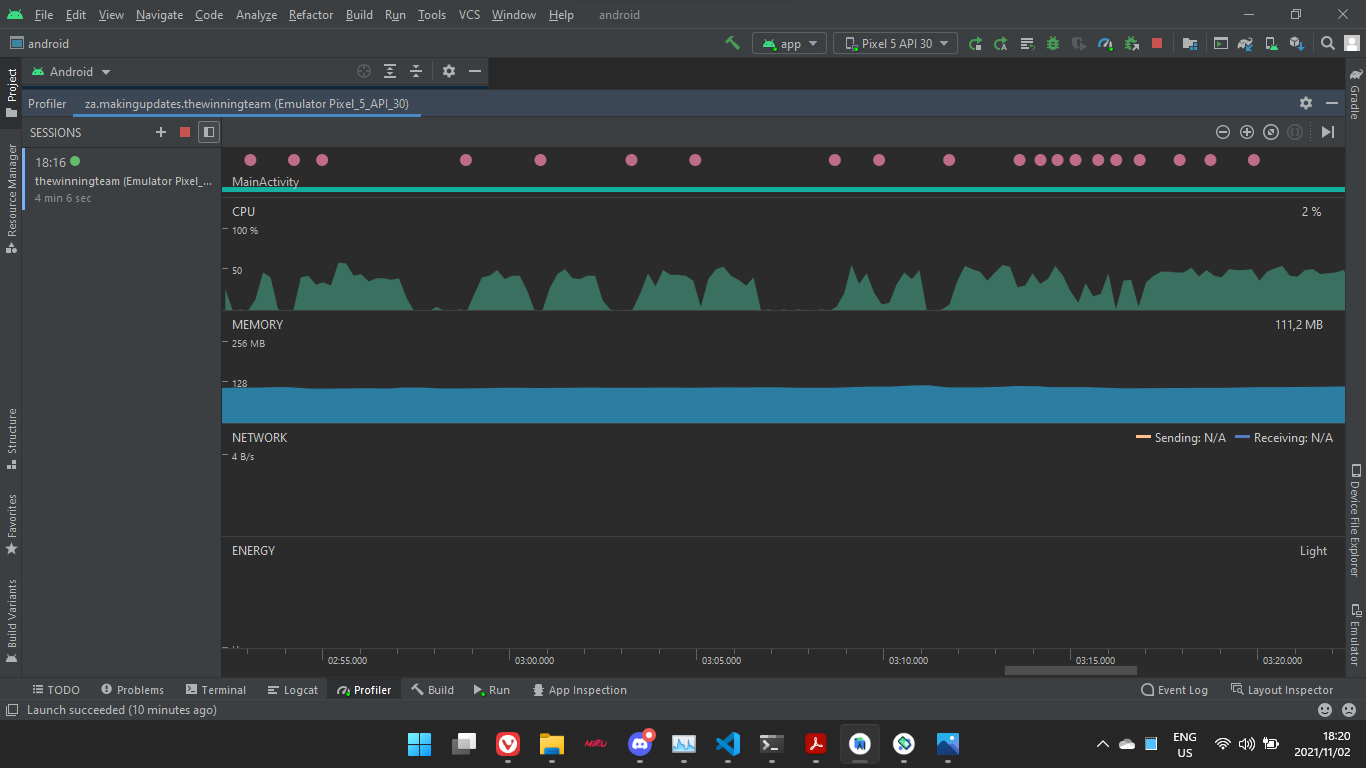 File Edit View Navigate Code Analyze Refactor Build Run Tools VCS Window Help android
android app Pixel 5 API 30
Project
Android
Gradle
Profiler za.makingupdates.thewinningteam (Emulator Pixel_5_API_30)
SESSIONS
18:16
thewinningteam (Emulator Pixel_...
4 min 6 sec
Resource Manager
MainActivity
CPU 2 %
100 %
50
MEMORY 111,2 MB
256 MB
128
NETWORK Sending: N/A Receiving: N/A
4 B/s
ENERGY Light
Structure
Favorites
Build Variants
Device File Explorer
Emulator
02:55.000 03:00.000 03:05.000 03:10.000 03:15.000 03:20.000
TODO Problems Terminal Logcat Profiler Build Run App Inspection Event Log Layout Inspector
Launch succeeded (10 minutes ago)
MIRU
ENG
US
18:20
2021/11/02